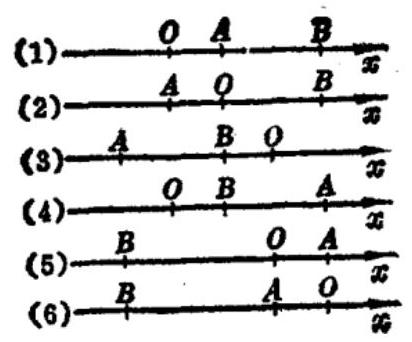 O A B
(1) x
A O B
(2) x
A B O
(3) x
O B A
(4) x
B O A
(5) x
B A O
(6) x